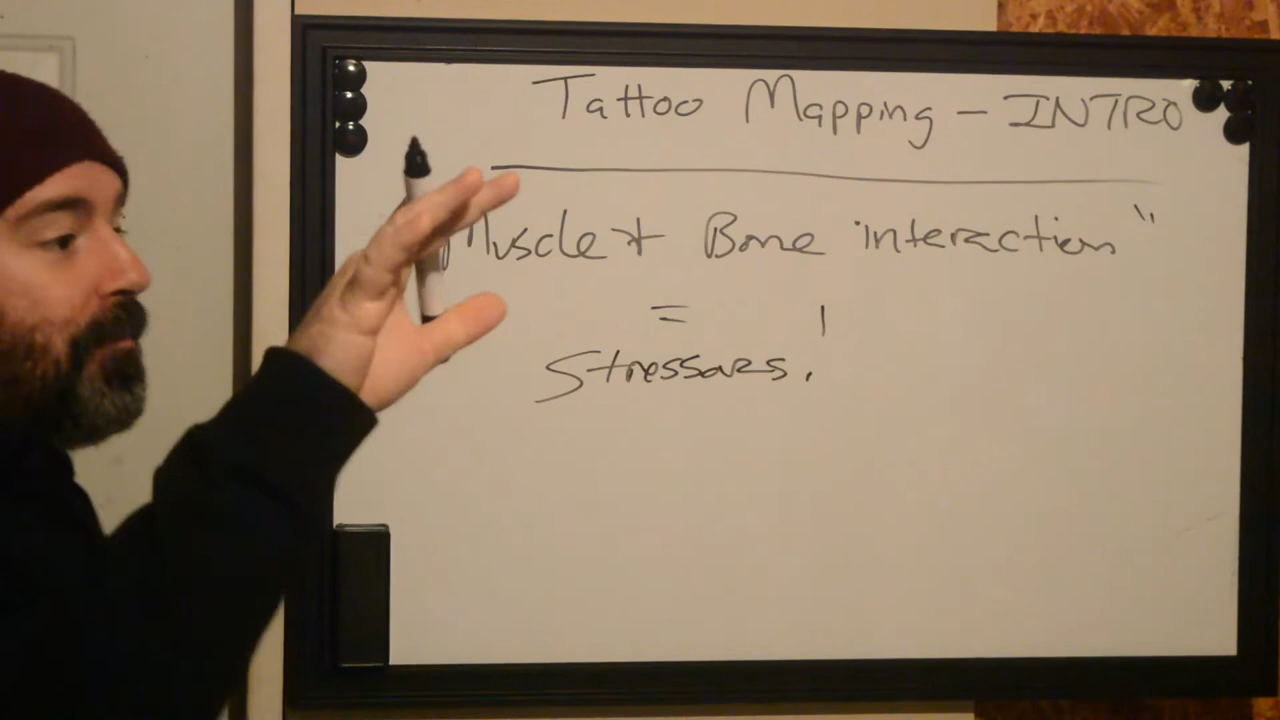 Tattoo Mapping - INTRO
"Muscle + Bone interaction"
= |
Stressors.